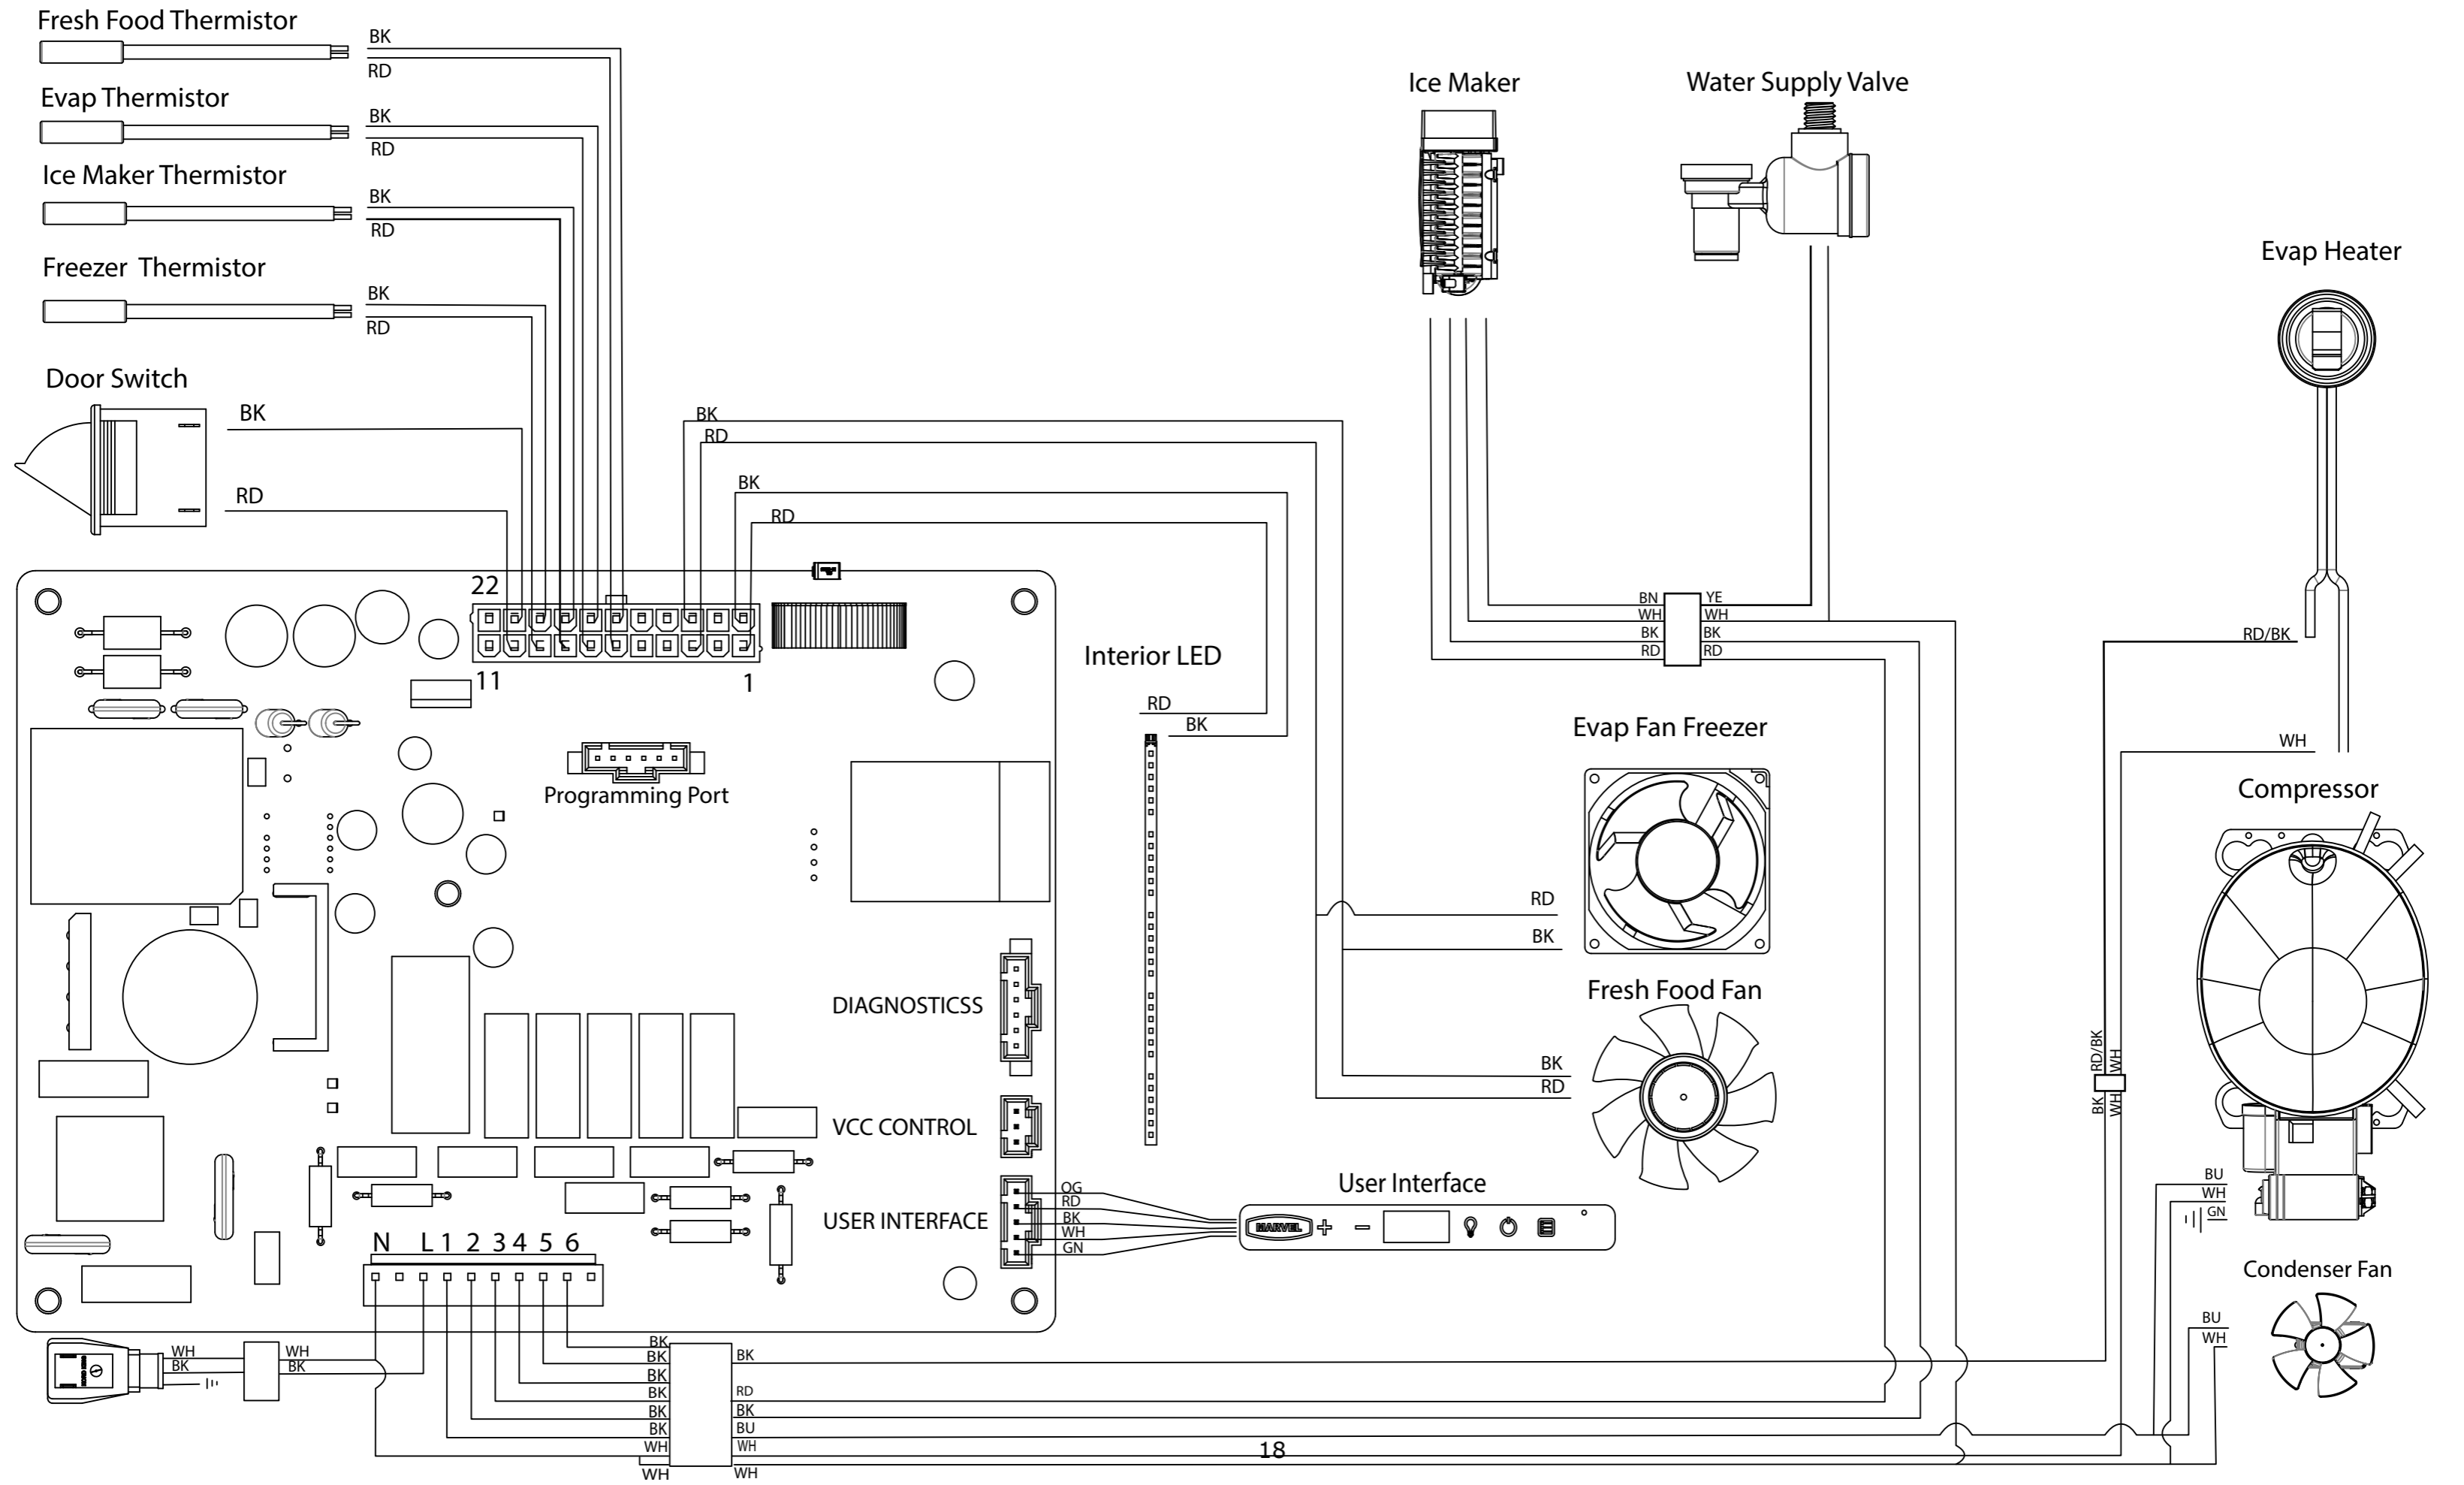 Fresh Food Thermistor
BK
RD
Evap Thermistor
BK
RD
Ice Maker Thermistor
BK
RD
Freezer Thermistor
BK
RD
Door Switch
BK
RD
BK
RD
BK
RD
Ice Maker
Water Supply Valve
Evap Heater
22
11
1
BN YE
WH WH
BK BK
RD RD
RD/BK
WH
Interior LED
RD
BK
Programming Port
Evap Fan Freezer
RD
BK
Fresh Food Fan
BK
RD
Compressor
RD/BK
WH
BK
WH
BU
WH
GN
Condenser Fan
BU
WH
DIAGNOSTICSS
VCC CONTROL
USER INTERFACE
OG
RD
BK
WH
GN
User Interface
MARVEL
N L 1 2 3 4 5 6
WH WH
BK BK
BK
BK BK
BK
BK RD
BK BK
BK BU
WH WH
WH WH
18